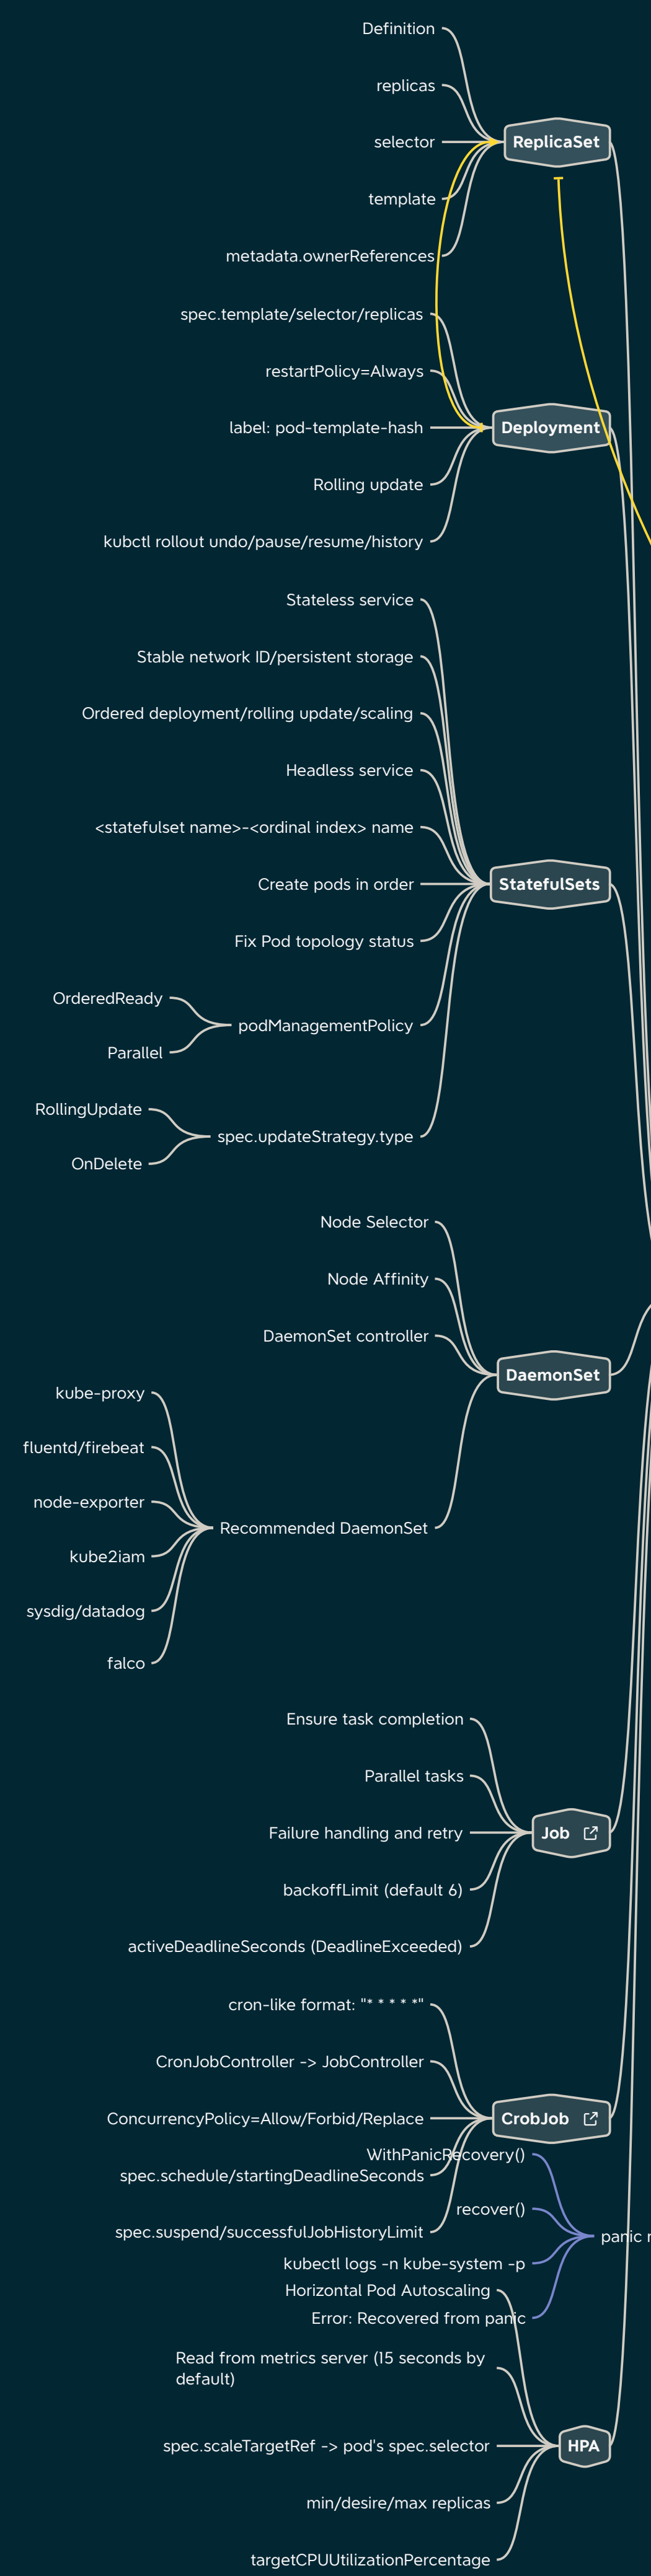 Definition
replicas
selector
template
metadata.ownerReferences
ReplicaSet
spec.template/selector/replicas
restartPolicy=Always
label: pod-template-hash
Rolling update
kubctl rollout undo/pause/resume/history
Deployment
Stateless service
Stable network ID/persistent storage
Ordered deployment/rolling update/scaling
Headless service
<statefulset name>-<ordinal index> name
Create pods in order
Fix Pod topology status
OrderedReady
Parallel
podManagementPolicy
RollingUpdate
OnDelete
spec.updateStrategy.type
StatefulSets
Node Selector
Node Affinity
DaemonSet controller
kube-proxy
fluentd/firebeat
node-exporter
kube2iam
sysdig/datadog
falco
Recommended DaemonSet
DaemonSet
Ensure task completion
Parallel tasks
Failure handling and retry
backoffLimit (default 6)
activeDeadlineSeconds (DeadlineExceeded)
Job
cron-like format: "* * * * *"
CronJobController -> JobController
ConcurrencyPolicy=Allow/Forbid/Replace
spec.schedule/startingDeadlineSeconds
spec.suspend/successfulJobHistoryLimit
CrobJob
WithPanicRecovery()
recover()
kubectl logs -n kube-system -p
Error: Recovered from panic
panic
Horizontal Pod Autoscaling
Read from metrics server (15 seconds by
default)
spec.scaleTargetRef -> pod's spec.selector
min/desire/max replicas
targetCPUUtilizationPercentage
HPA